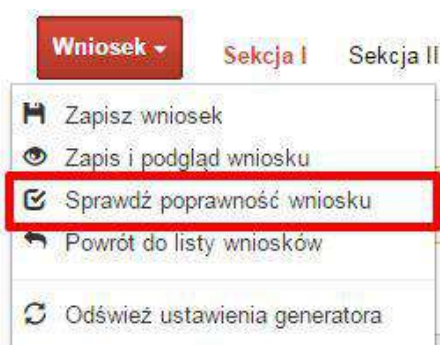 Wniosek Sekcja I Sekcja II
Zapisz wniosek
Zapis i podgląd wniosku
Sprawdź poprawność wniosku
Powrót do listy wniosków
Odśwież ustawienia generatora